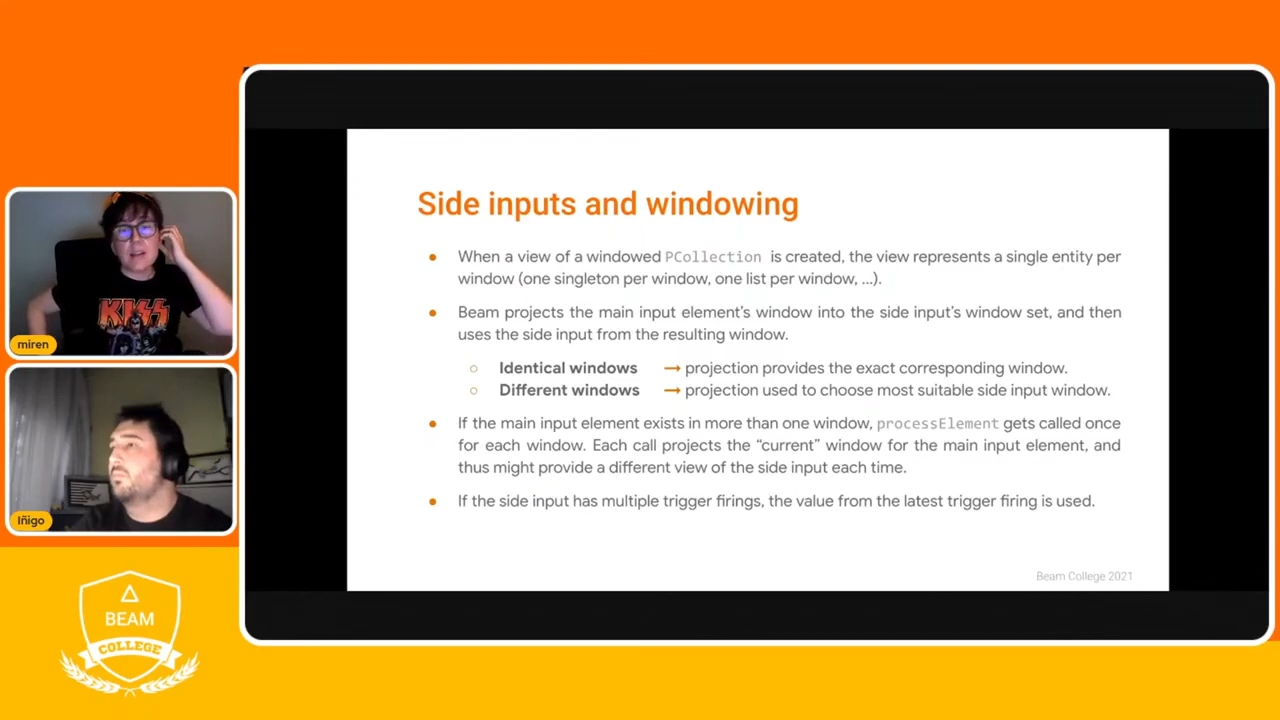 Side inputs and windowing
● When a view of a windowed PCollection is created, the view represents a single entity per
window (one singleton per window, one list per window, ...).
● Beam projects the main input element's window into the side input's window set, and then
uses the side input from the resulting window.
○ Identical windows → projection provides the exact corresponding window.
○ Different windows → projection used to choose most suitable side input window.
● If the main input element exists in more than one window, processElement gets called once
for each window. Each call projects the “current” window for the main input element, and
thus might provide a different view of the side input each time.
● If the side input has multiple trigger firings, the value from the latest trigger firing is used.
Beam College 2021
KISS
miren
Iñigo
BEAM
COLLEGE